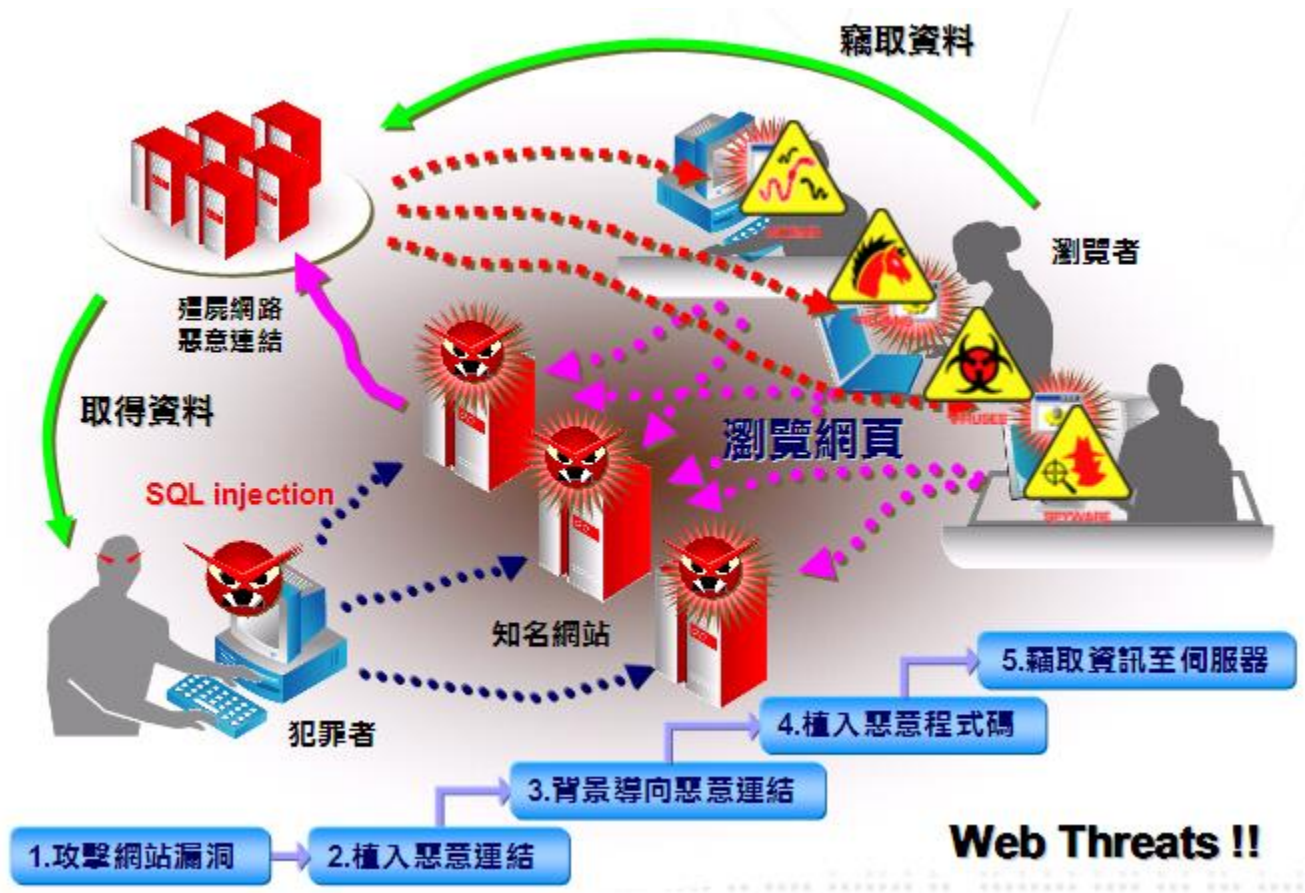 竊取資料
瀏覽者
殭屍網路
惡意連結
取得資料
瀏覽網頁
SQL injection
VIRUSES
SPYWARE
知名網站
犯罪者
5.竊取資訊至伺服器
4.植入惡意程式碼
3.背景導向惡意連結
1.攻擊網站漏洞
2.植入惡意連結
Web Threats !!